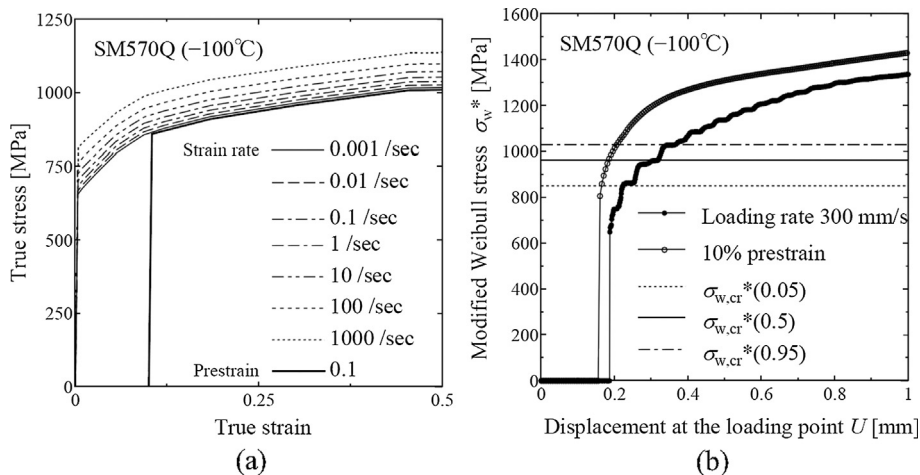 1250
1000
750
500
250
0
True stress [MPa]
SM570Q (−100℃)
Strain rate
0.001 /sec
0.01 /sec
0.1 /sec
1 /sec
10 /sec
100 /sec
1000 /sec
Prestrain
0.1
0
0.25
0.5
True strain
(a)
1600
1400
1200
1000
800
600
400
200
0
Modified Weibull stress σw* [MPa]
SM570Q (−100℃)
Loading rate 300 mm/s
10% prestrain
σw,cr*(0.05)
σw,cr*(0.5)
σw,cr*(0.95)
0
0.2
0.4
0.6
0.8
1
Displacement at the loading point U [mm]
(b)